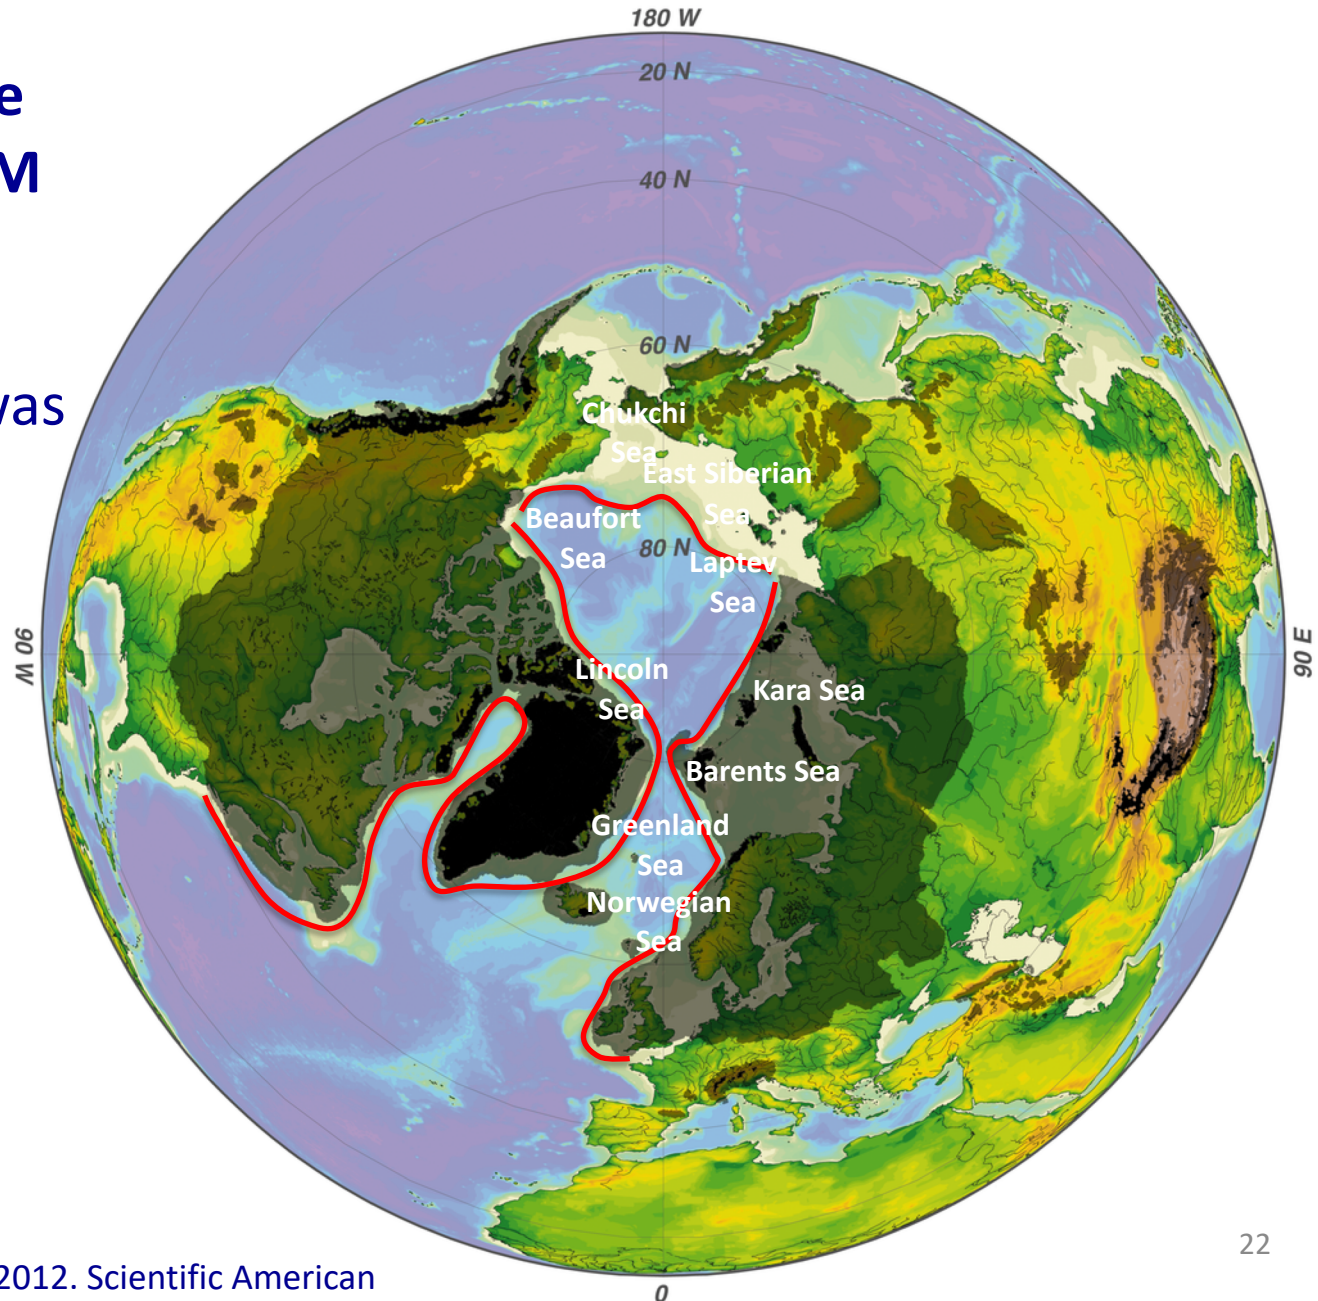 180 W
20 N
e
M
40 N
60 N
was
Chukchi
Sea
East Siberian
Sea
Beaufort
Sea
80 N
Laptev
Sea
90 W
Lincoln
Sea
Kara Sea
90 E
Barents Sea
Greenland
Sea
Norwegian
Sea
22
2012. Scientific American
0